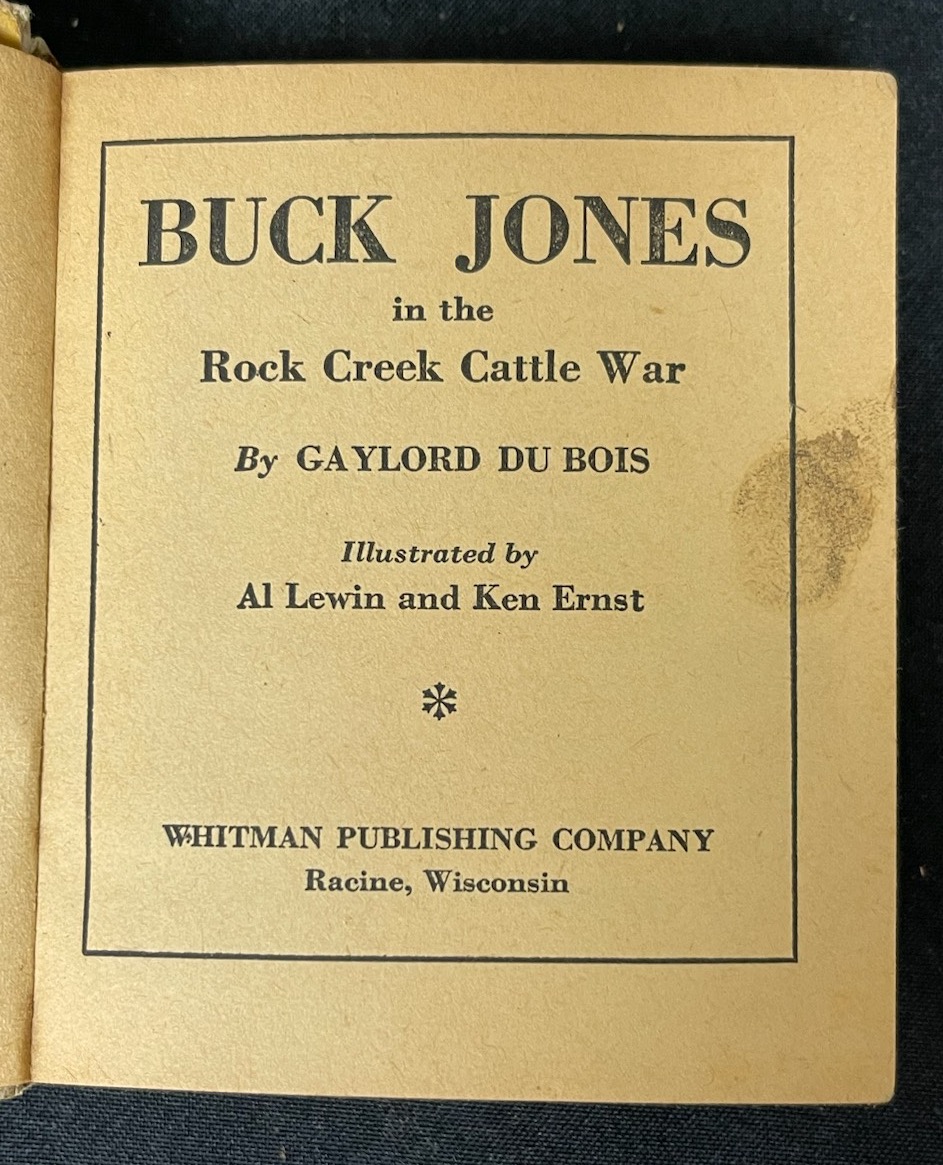 BUCK JONES
in the
Rock Creek Cattle War
By GAYLORD DU BOIS
Illustrated by
Al Lewin and Ken Ernst
WHITMAN PUBLISHING COMPANY
Racine, Wisconsin